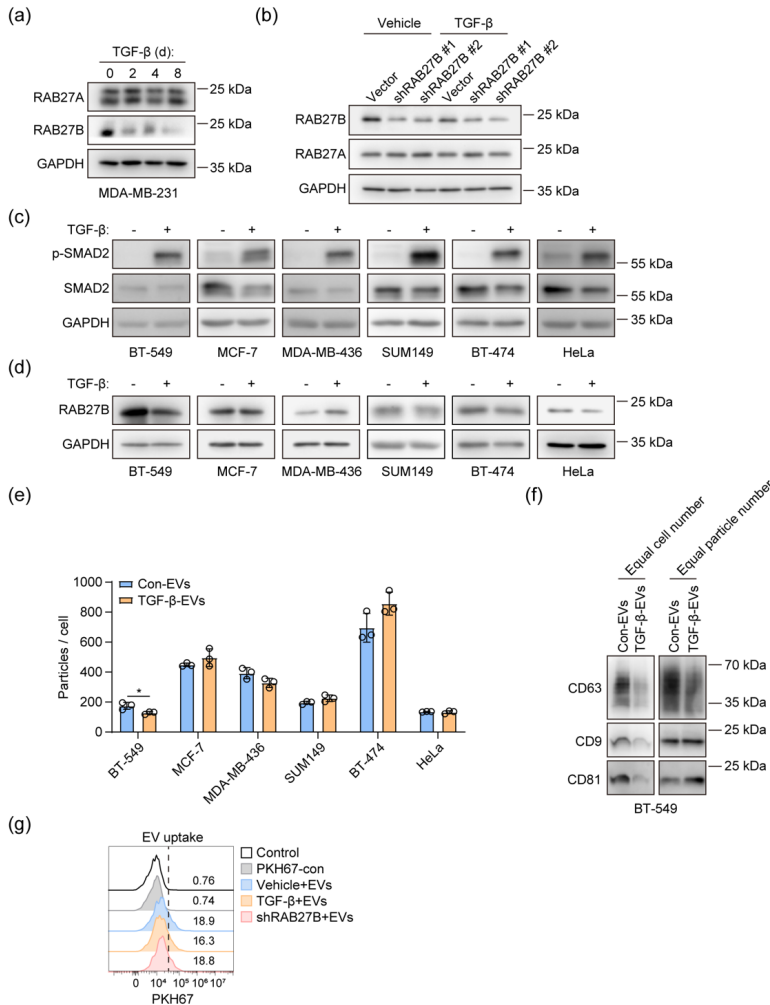 (a)
TGF-β (d):
0 2 4 8
RAB27A
25 kDa
RAB27B
25 kDa
GAPDH
35 kDa
MDA-MB-231
(b)
Vehicle TGF-β
Vector shRAB27B #1 shRAB27B #2 Vector shRAB27B #1 shRAB27B #2
RAB27B
25 kDa
RAB27A
25 kDa
GAPDH
35 kDa
(c)
TGF-β: - + - + - + - + - + - +
p-SMAD2
55 kDa
SMAD2
55 kDa
GAPDH
35 kDa
BT-549 MCF-7 MDA-MB-436 SUM149 BT-474 HeLa
(d)
TGF-β: - + - + - + - + - + - +
RAB27B
25 kDa
GAPDH
35 kDa
BT-549 MCF-7 MDA-MB-436 SUM149 BT-474 HeLa
(e)
Con-EVs
TGF-β-EVs
Particles / cell
1000
800
600
400
200
0
*
BT-549 MCF-7 MDA-MB-436 SUM149 BT-474 HeLa
(f)
Equal cell number Equal particle number
Con-EVs TGF-β-EVs Con-EVs TGF-β-EVs
CD63
70 kDa
35 kDa
CD9
25 kDa
CD81
25 kDa
BT-549
(g)
EV uptake
0.76
0.74
18.9
16.3
18.8
0 10⁴ 10⁵ 10⁶ 10⁷
PKH67
Control
PKH67-con
Vehicle+EVs
TGF-β+EVs
shRAB27B+EVs